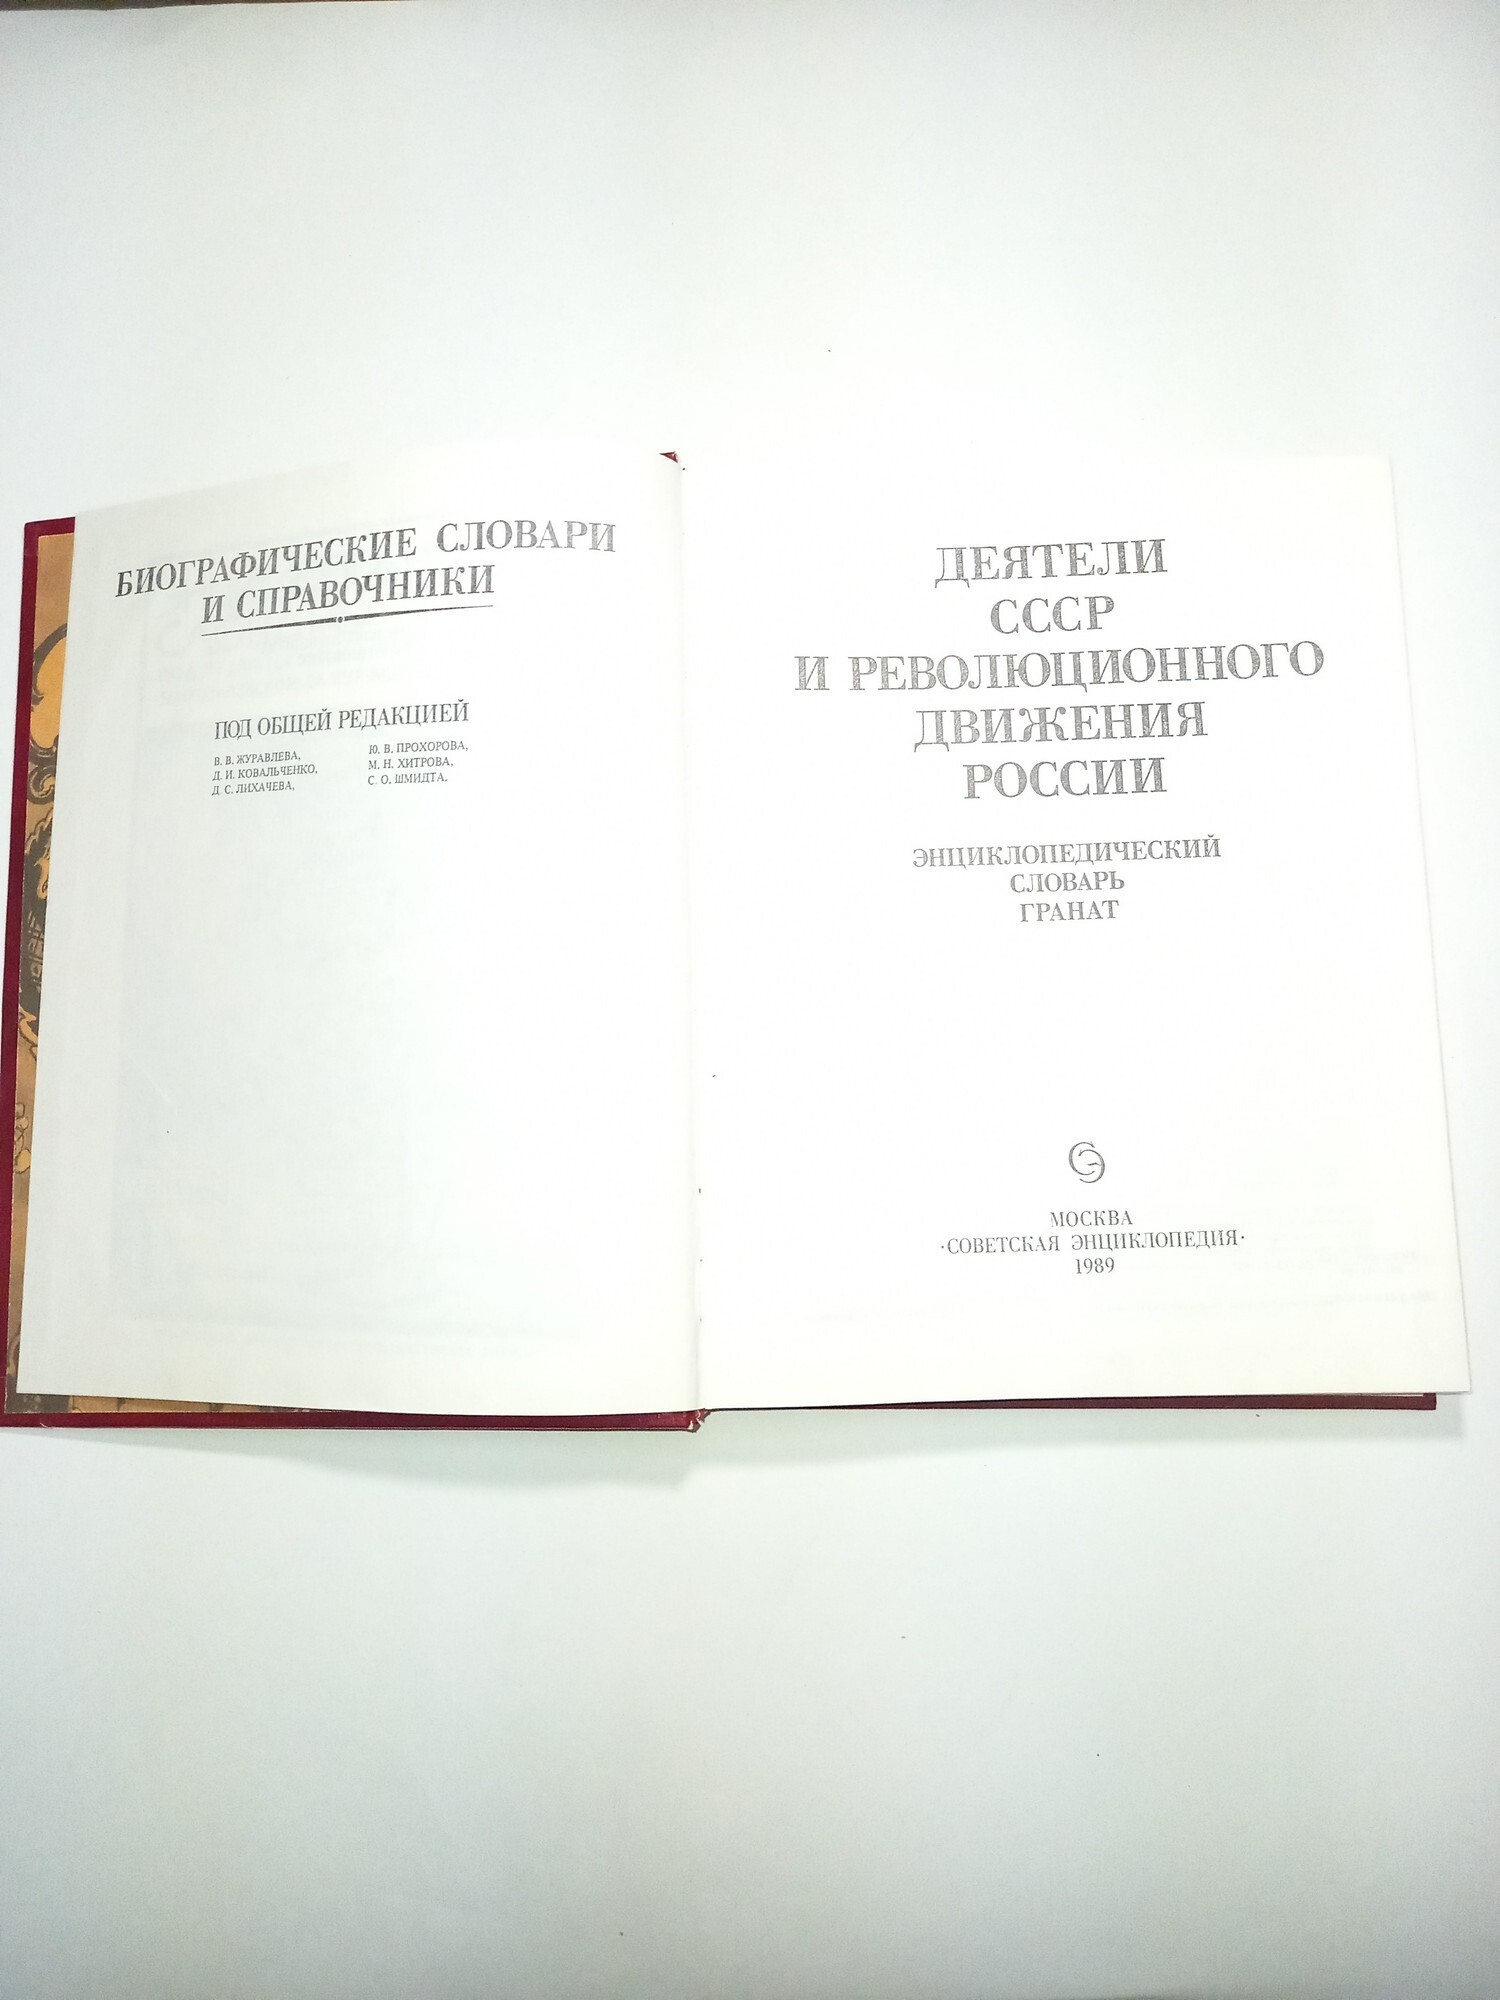 БИОГРАФИЧЕСКИЕ СЛОВАРИ
И СПРАВОЧНИКИ
ПОД ОБЩЕЙ РЕДАКЦИЕЙ
В. В. ЖУРАВЛЕВА,
Д. И. КОВАЛЬЧЕНКО,
Д. С. ЛИХАЧЕВА,
Ю. В. ПРОХОРОВА,
М. Н. ХИТРОВА,
С. О. ШМИДТА.
ДЕЯТЕЛИ
СССР
И РЕВОЛЮЦИОННОГО
ДВИЖЕНИЯ
РОССИИ
ЭНЦИКЛОПЕДИЧЕСКИЙ
СЛОВАРЬ
ГРАНАТ
СЭ
МОСКВА
·СОВЕТСКАЯ ЭНЦИКЛОПЕДИЯ·
1989